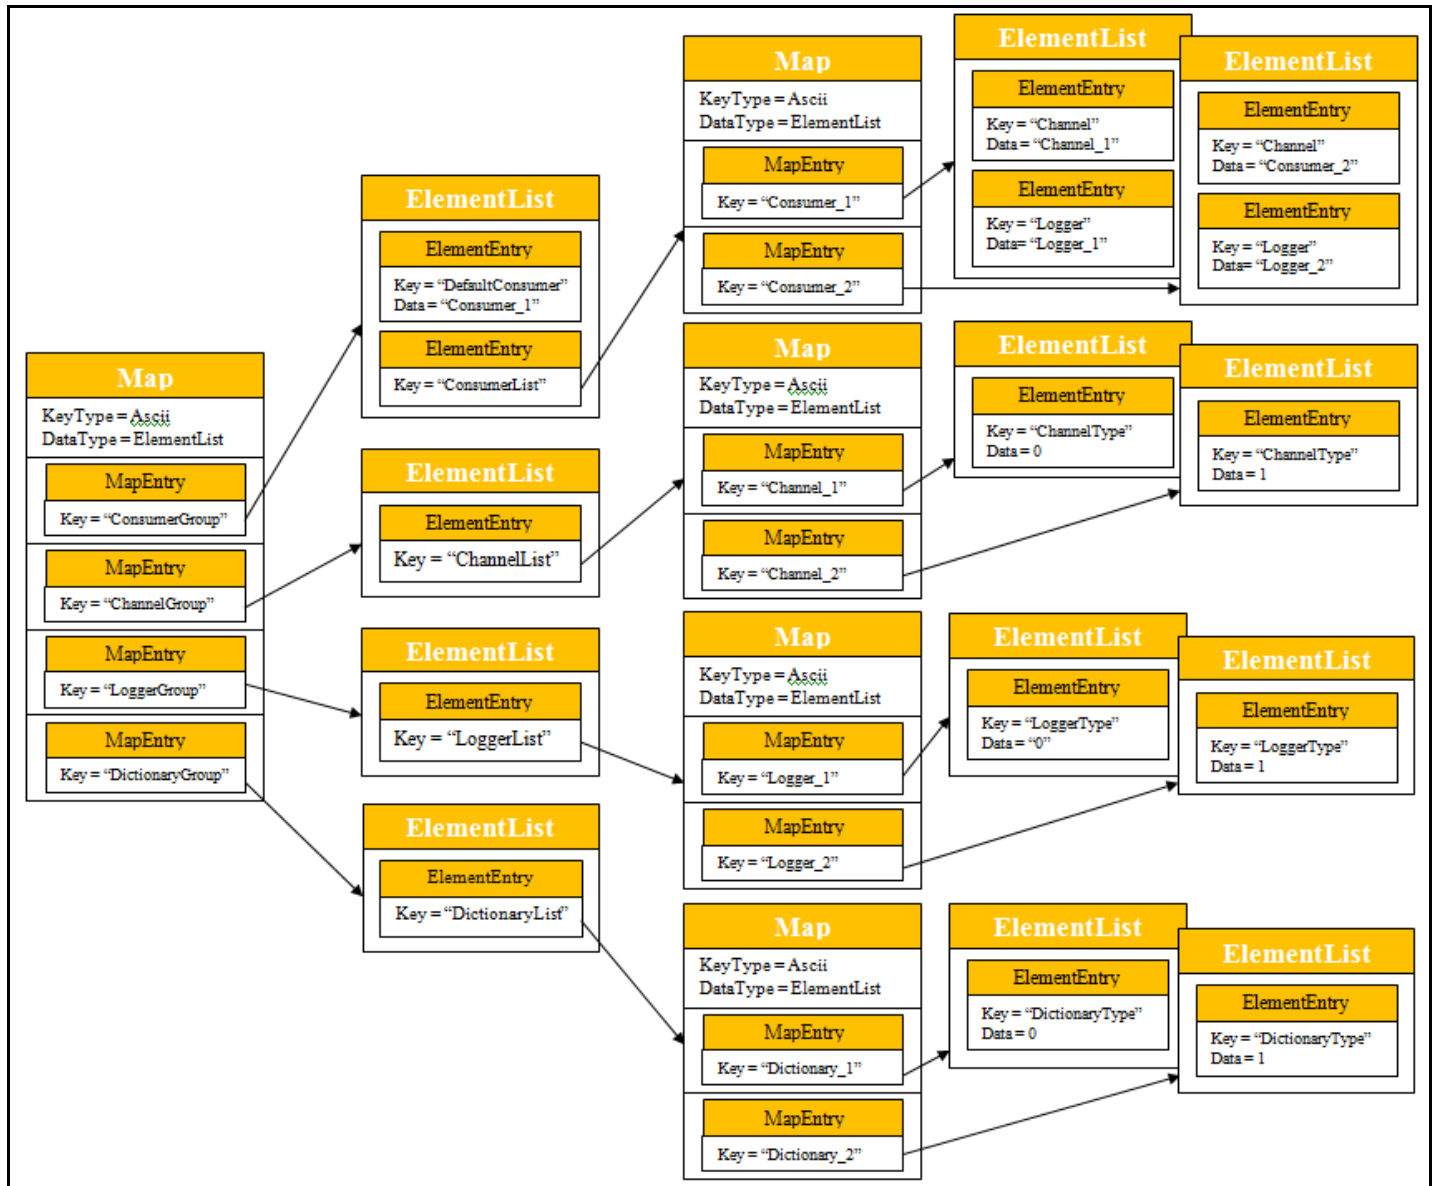 Map
KeyType = Ascii
DataType = ElementList
MapEntry
Key = “ConsumerGroup”
MapEntry
Key = “ChannelGroup”
MapEntry
Key = “LoggerGroup”
MapEntry
Key = “DictionaryGroup”
ElementList
ElementEntry
Key = “DefaultConsumer”
Data = “Consumer_1”
ElementEntry
Key = “ConsumerList”
ElementList
ElementEntry
Key = “ChannelList”
ElementList
ElementEntry
Key = “LoggerList”
ElementList
ElementEntry
Key = “DictionaryList”
Map
KeyType = Ascii
DataType = ElementList
MapEntry
Key = “Consumer_1”
MapEntry
Key = “Consumer_2”
ElementList
ElementEntry
Key = “Channel”
Data = “Channel_1”
ElementEntry
Key = “Logger”
Data= “Logger_1”
ElementList
ElementEntry
Key = “Channel”
Data = “Consumer_2”
ElementEntry
Key = “Logger”
Data= “Logger_2”
Map
KeyType = Ascii
DataType = ElementList
MapEntry
Key = “Channel_1”
MapEntry
Key = “Channel_2”
ElementList
ElementEntry
Key = “ChannelType”
Data = 0
ElementList
ElementEntry
Key = “ChannelType”
Data = 1
Map
KeyType = Ascii
DataType = ElementList
MapEntry
Key = “Logger_1”
MapEntry
Key = “Logger_2”
ElementList
ElementEntry
Key = “LoggerType”
Data = “0”
ElementList
ElementEntry
Key = “LoggerType”
Data = 1
Map
KeyType = Ascii
DataType = ElementList
MapEntry
Key = “Dictionary_1”
MapEntry
Key = “Dictionary_2”
ElementList
ElementEntry
Key = “DictionaryType”
Data = 0
ElementList
ElementEntry
Key = “DictionaryType”
Data = 1